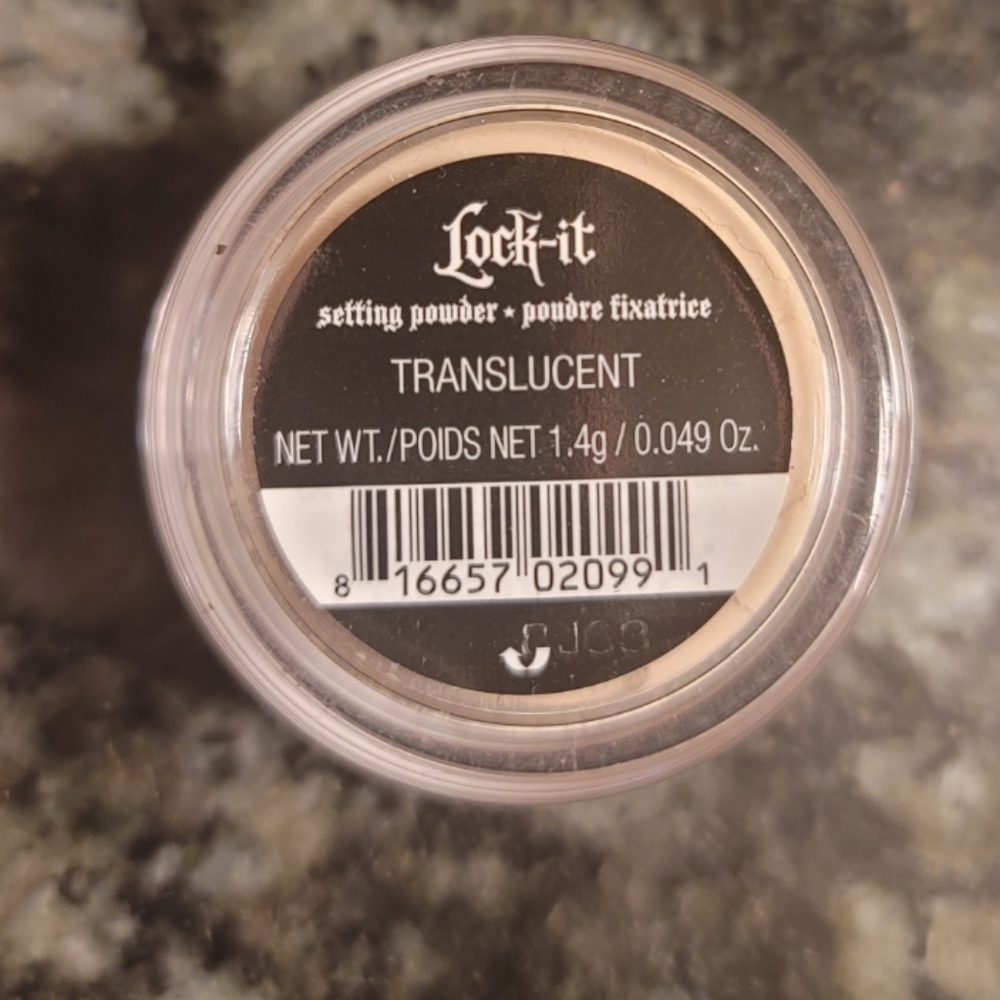 Lock-it
setting powder ★ poudre fixatrice
TRANSLUCENT
NET WT./POIDS NET 1.4g / 0.049 Oz.
8 16657 02099 1